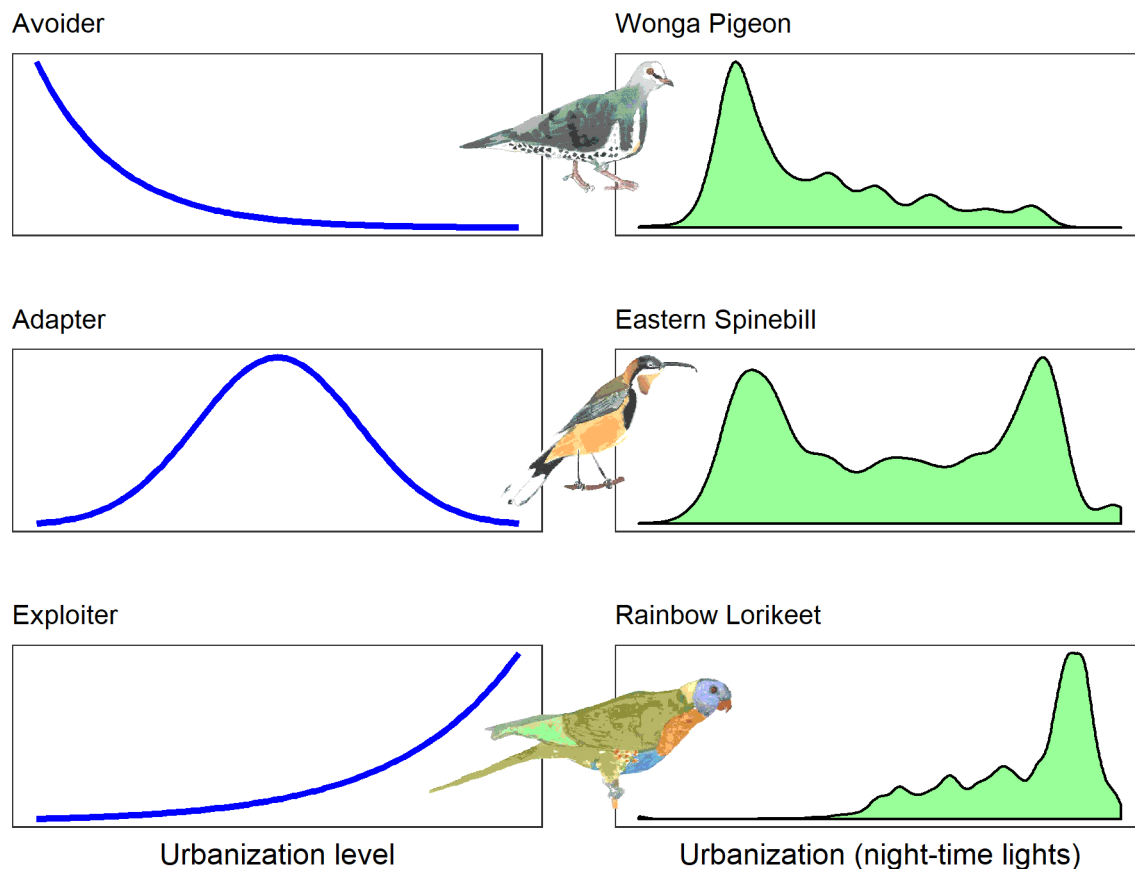 Avoider
Wonga Pigeon
Adapter
Eastern Spinebill
Exploiter
Rainbow Lorikeet
Urbanization level
Urbanization (night-time lights)